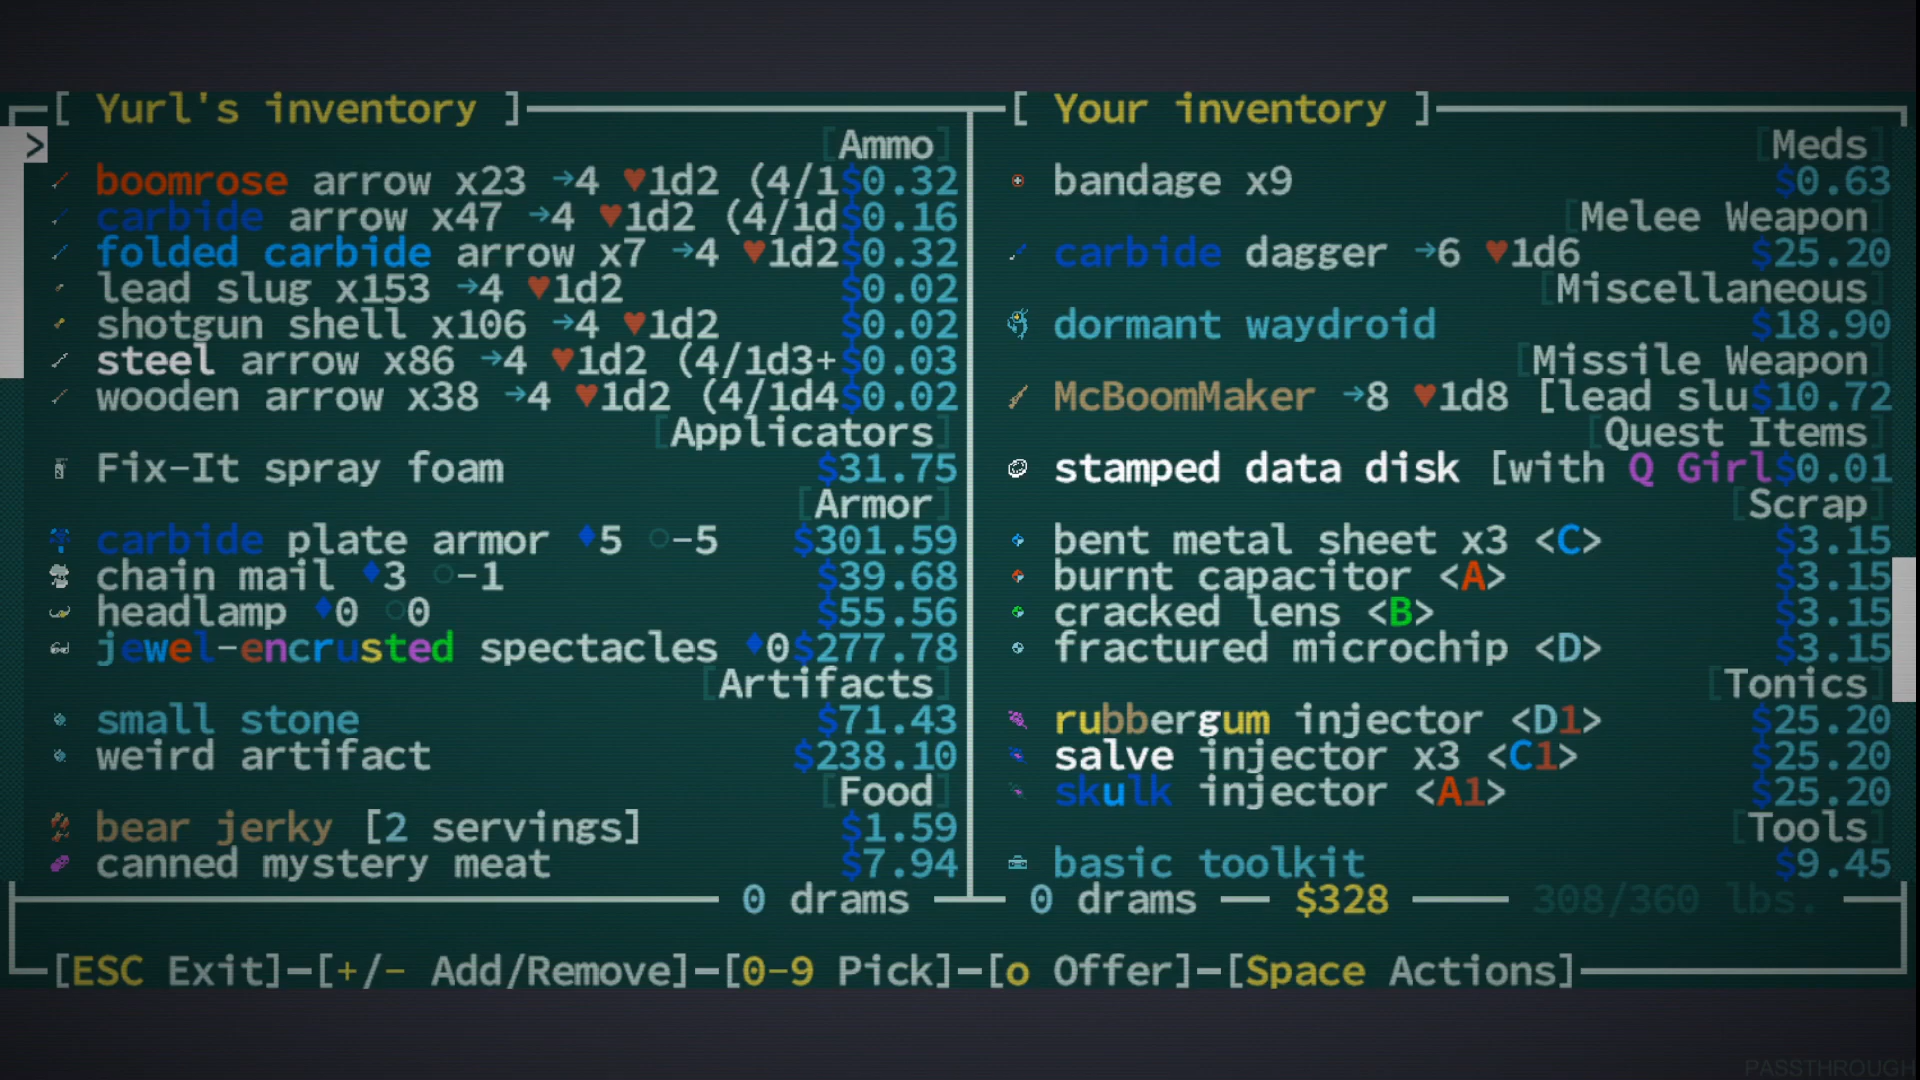 [ Yurl's inventory ]
>
[Ammo]
boomrose arrow x23 →4 ♥1d2 (4/1$0.32
carbide arrow x47 →4 ♥1d2 (4/1d$0.16
folded carbide arrow x7 →4 ♥1d2$0.32
lead slug x153 →4 ♥1d2 $0.02
shotgun shell x106 →4 ♥1d2 $0.02
steel arrow x86 →4 ♥1d2 (4/1d3+$0.03
wooden arrow x38 →4 ♥1d2 (4/1d4$0.02
[Applicators]
Fix-It spray foam $31.75
[Armor]
carbide plate armor ♦5 ○-5 $301.59
chain mail ♦3 ○-1 $39.68
headlamp ♦0 ○0 $55.56
jewel-encrusted spectacles ♦0$277.78
[Artifacts]
small stone $71.43
weird artifact $238.10
[Food]
bear jerky [2 servings] $1.59
canned mystery meat $7.94
0 drams
[ Your inventory ]
[Meds]
bandage x9 $0.63
[Melee Weapon]
carbide dagger →6 ♥1d6 $25.20
[Miscellaneous]
dormant waydroid $18.90
[Missile Weapon]
McBoomMaker →8 ♥1d8 [lead slu$10.72
[Quest Items]
stamped data disk [with Q Girl$0.01
[Scrap]
bent metal sheet x3 <C> $3.15
burnt capacitor <A> $3.15
cracked lens <B> $3.15
fractured microchip <D> $3.15
[Tonics]
rubbergum injector <D1> $25.20
salve injector x3 <C1> $25.20
skulk injector <A1> $25.20
[Tools]
basic toolkit $9.45
0 drams — $328 — 308/360 lbs.
[ESC Exit]-[+/- Add/Remove]-[0-9 Pick]-[o Offer]-[Space Actions]
PASSTHROUGH